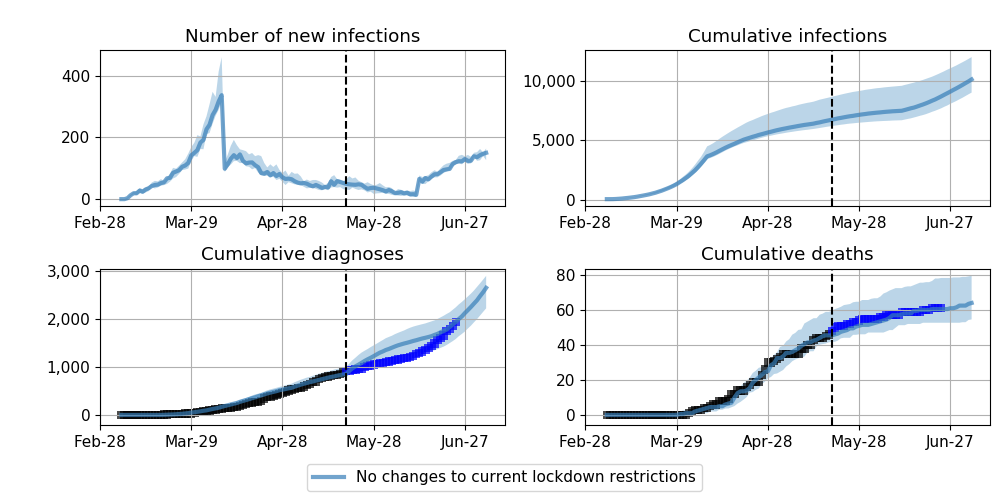 Number of new infections
400
200
0
Feb-28 Mar-29 Apr-28 May-28 Jun-27
Cumulative infections
10,000
5,000
0
Feb-28 Mar-29 Apr-28 May-28 Jun-27
Cumulative diagnoses
3,000
2,000
1,000
0
Feb-28 Mar-29 Apr-28 May-28 Jun-27
Cumulative deaths
80
60
40
20
0
Feb-28 Mar-29 Apr-28 May-28 Jun-27
No changes to current lockdown restrictions